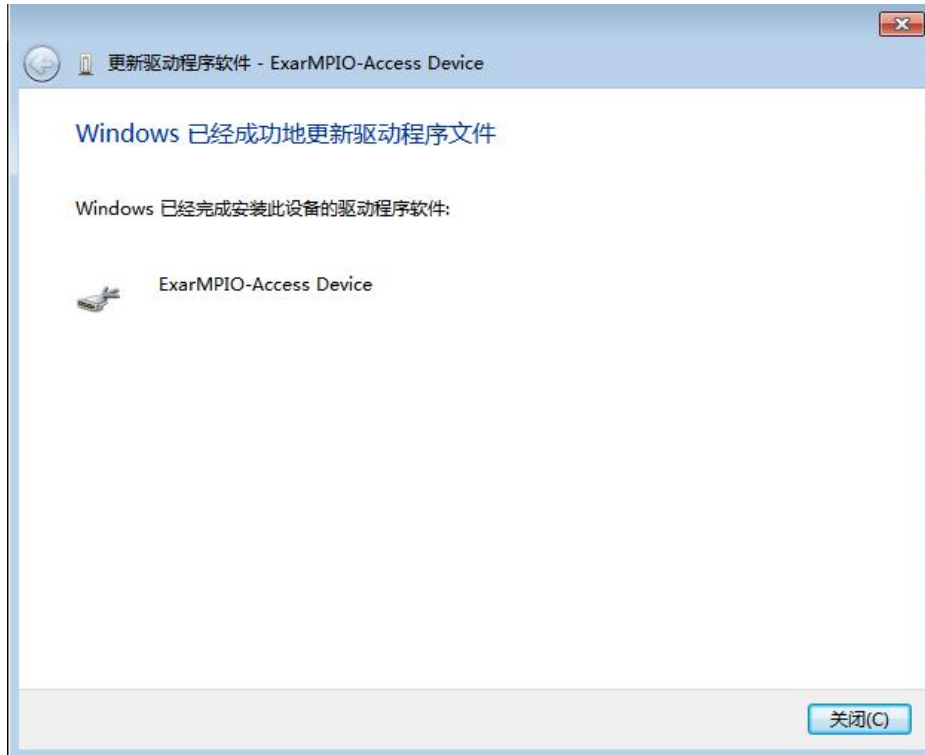 更新驱动程序软件 - ExarMPIO-Access Device
Windows 已经成功地更新驱动程序文件
Windows 已经完成安装此设备的驱动程序软件:
ExarMPIO-Access Device
关闭(C)